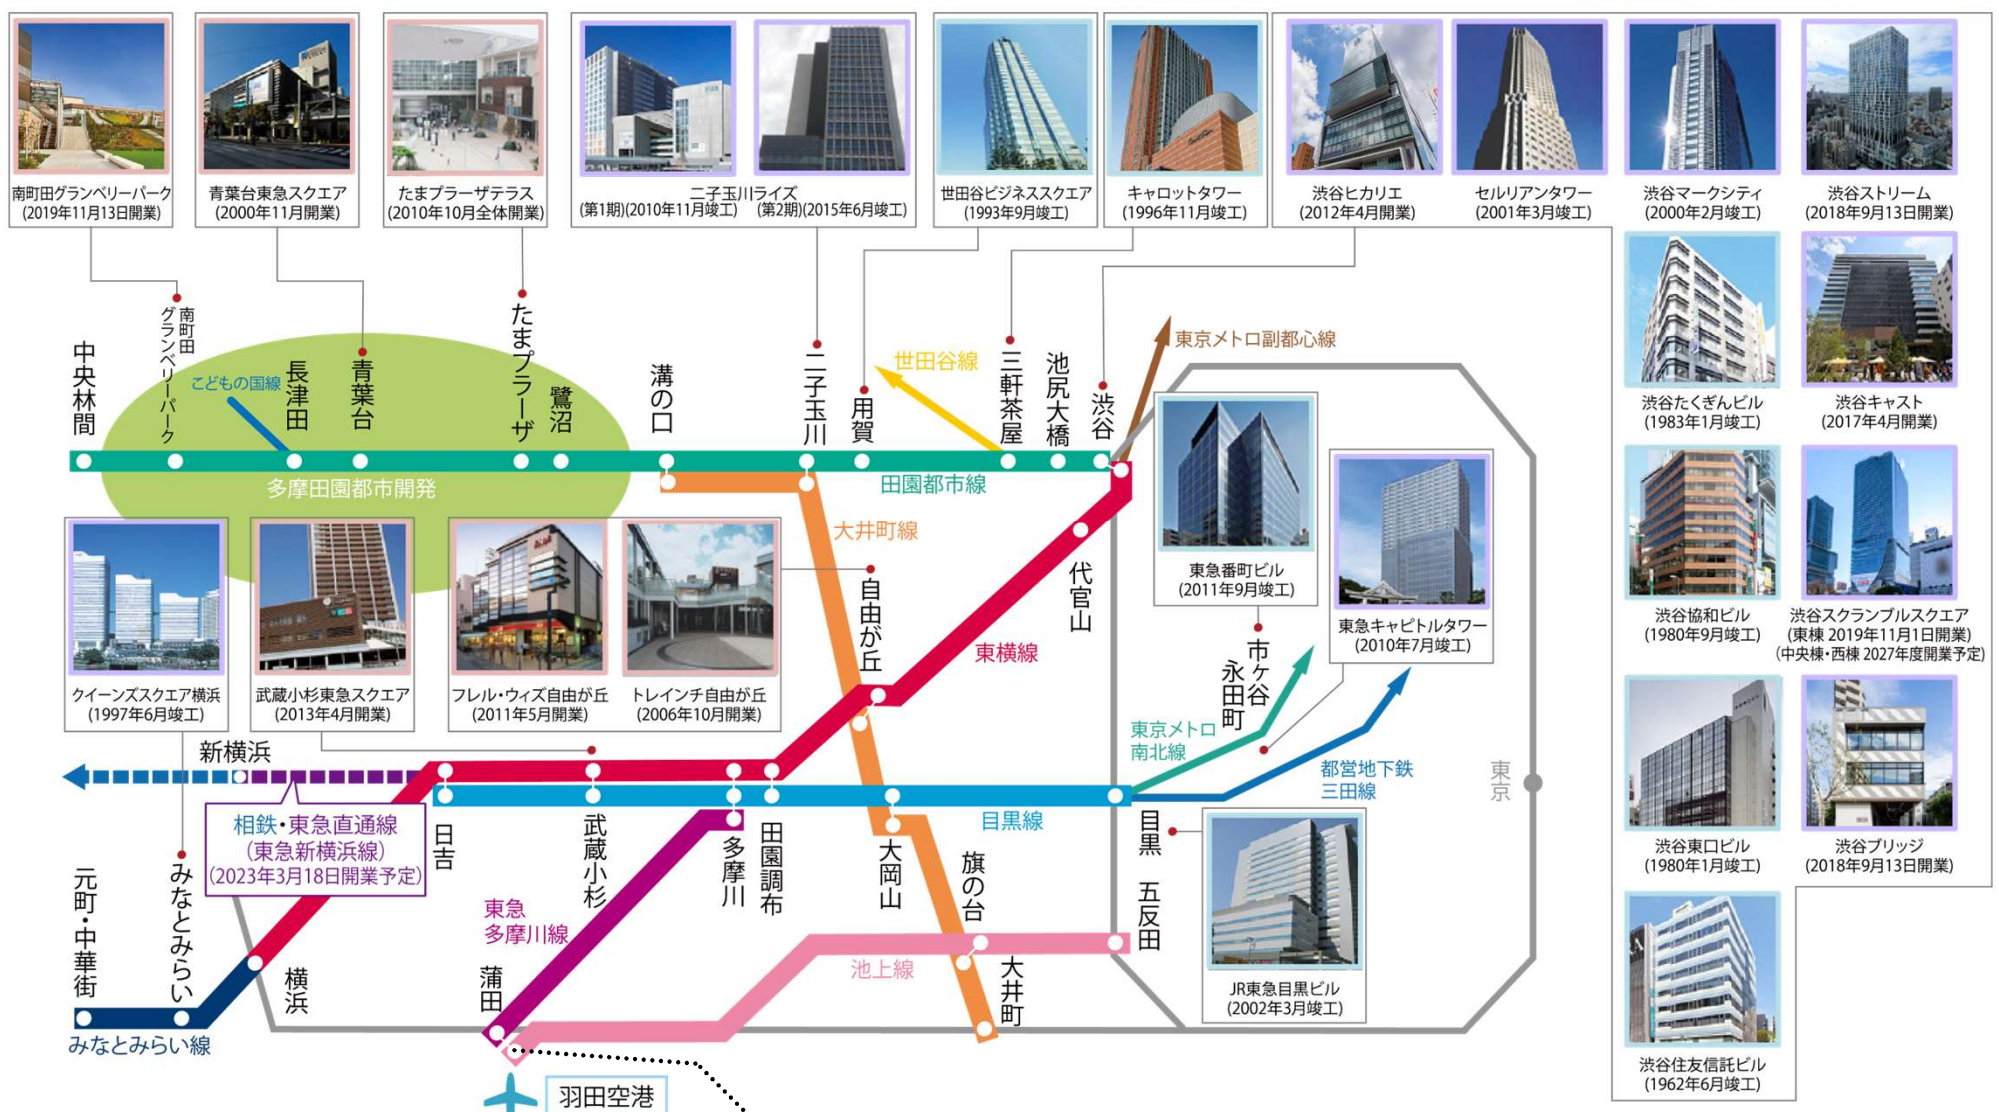 南町田グランベリーパーク
(2019年11月13日開業)
青葉台東急スクエア
(2000年11月開業)
たまプラーザテラス
(2010年10月全体開業)
二子玉川ライズ
(第1期)(2010年11月竣工)
(第2期)(2015年6月竣工)
世田谷ビジネススクエア
(1993年9月竣工)
キャロットタワー
(1996年11月竣工)
渋谷ヒカリエ
(2012年4月開業)
セルリアンタワー
(2001年3月竣工)
渋谷マークシティ
(2000年2月竣工)
渋谷ストリーム
(2018年9月13日開業)
渋谷たくぎんビル
(1983年1月竣工)
渋谷キャスト
(2017年4月開業)
渋谷協和ビル
(1980年9月竣工)
渋谷スクランブルスクエア
(東棟 2019年11月1日開業)
(中央棟・西棟 2027年度開業予定)
渋谷東口ビル
(1980年1月竣工)
渋谷ブリッジ
(2018年9月13日開業)
渋谷住友信託ビル
(1962年6月竣工)
中央林間
南町田
グランベリーパーク
こどもの国線
長津田
青葉台
たまプラーザ
鷺沼
溝の口
二子玉川
用賀
世田谷線
三軒茶屋
池尻大橋
渋谷
東京メトロ副都心線
多摩田園都市開発
田園都市線
大井町線
東急番町ビル
(2011年9月竣工)
東急キャピトルタワー
(2010年7月竣工)
クイーンズスクエア横浜
(1997年6月竣工)
武蔵小杉東急スクエア
(2013年4月開業)
フレル・ウィズ自由が丘
(2011年5月開業)
トレインチ自由が丘
(2006年10月開業)
自由が丘
代官山
東横線
市ヶ谷
永田町
東京メトロ
南北線
都営地下鉄
三田線
東京
新横浜
相鉄・東急直通線
(東急新横浜線)
(2023年3月18日開業予定)
日吉
武蔵小杉
多摩川
田園調布
目黒線
大岡山
旗の台
目黒
五反田
JR東急目黒ビル
(2002年3月竣工)
元町・中華街
みなとみらい
横浜
東急
多摩川線
蒲田
池上線
大井町
みなとみらい線
羽田空港